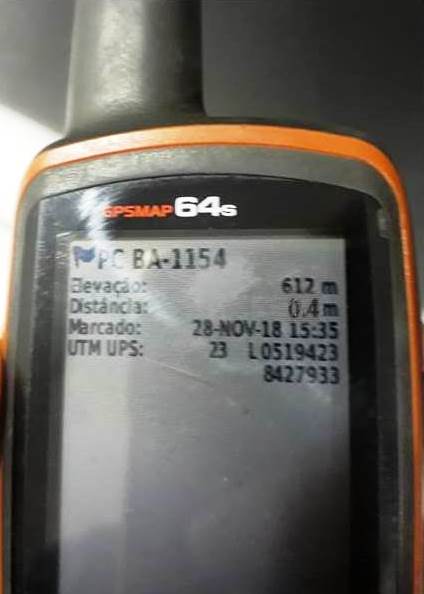 GPSMAP 64s
PC BA-1154
Elevação: 612 m
Distância: 0.4 m
Marcado: 28-NOV-18 15:35
UTM UPS: 23 L 0519423
8427933